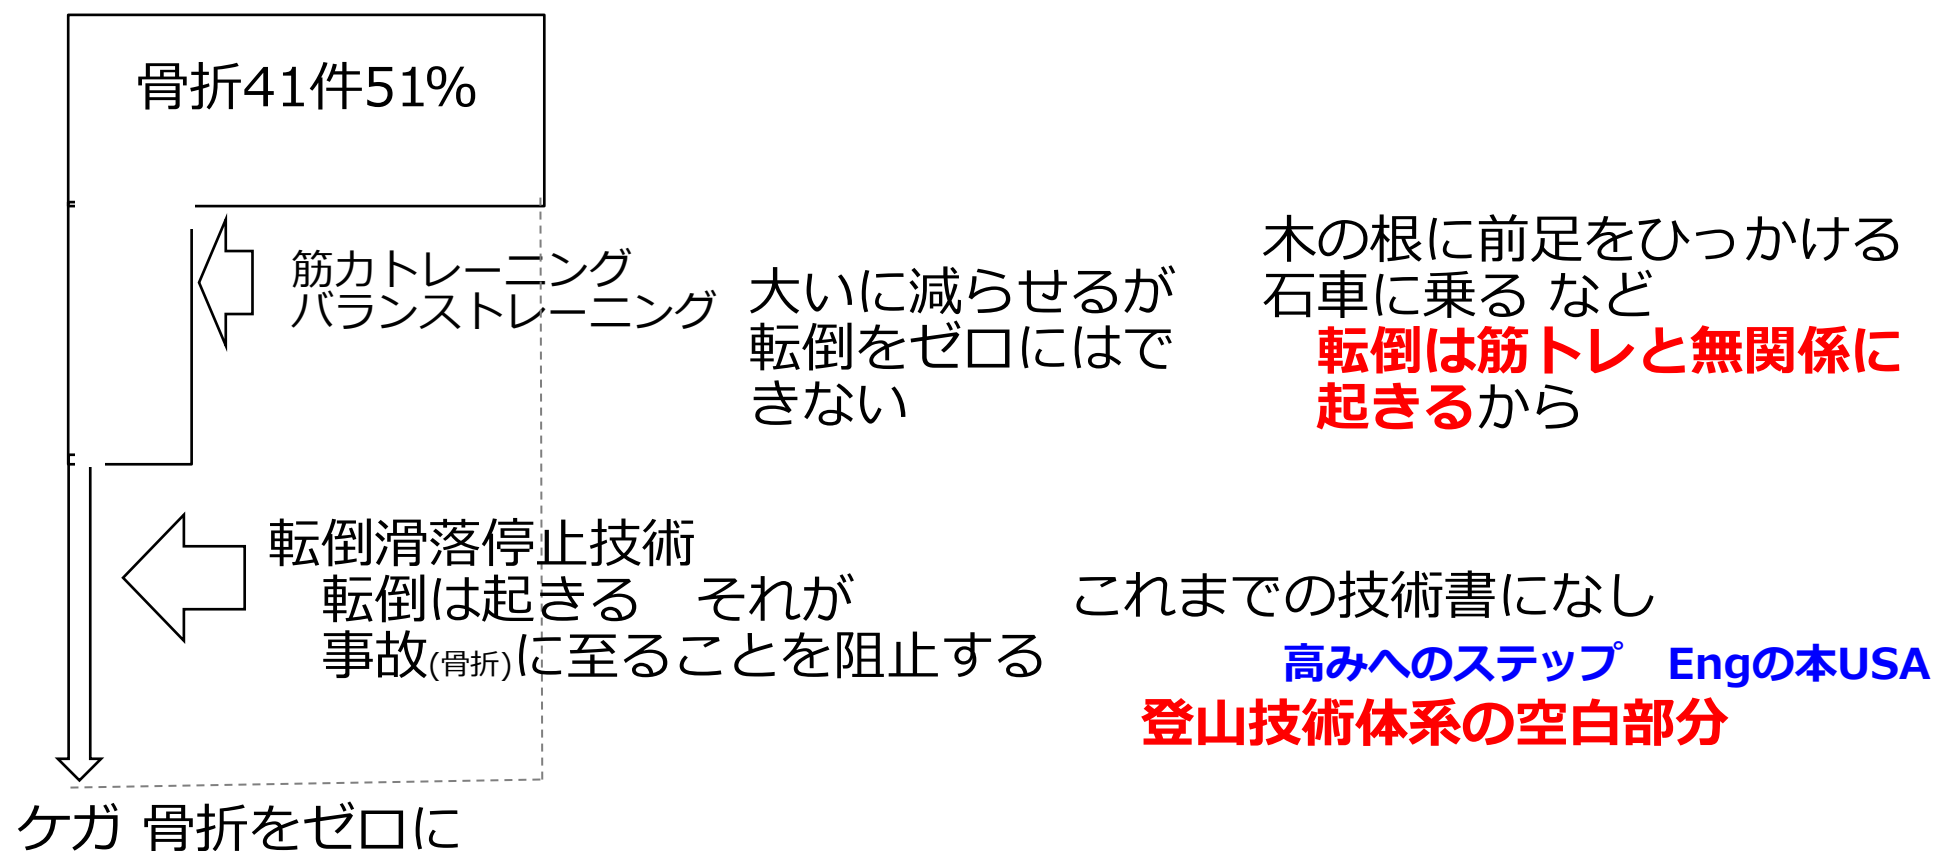 骨折41件51%
筋力トレーニング
バランストレーニング
大いに減らせるが
転倒をゼロにはで
きない
木の根に前足をひっかける
石車に乗る など
転倒は筋トレと無関係に
起きるから
転倒滑落停止技術
転倒は起きる　それが
事故(骨折)に至ることを阻止する
これまでの技術書になし
高みへのステップ　Engの本USA
登山技術体系の空白部分
ケガ 骨折をゼロに